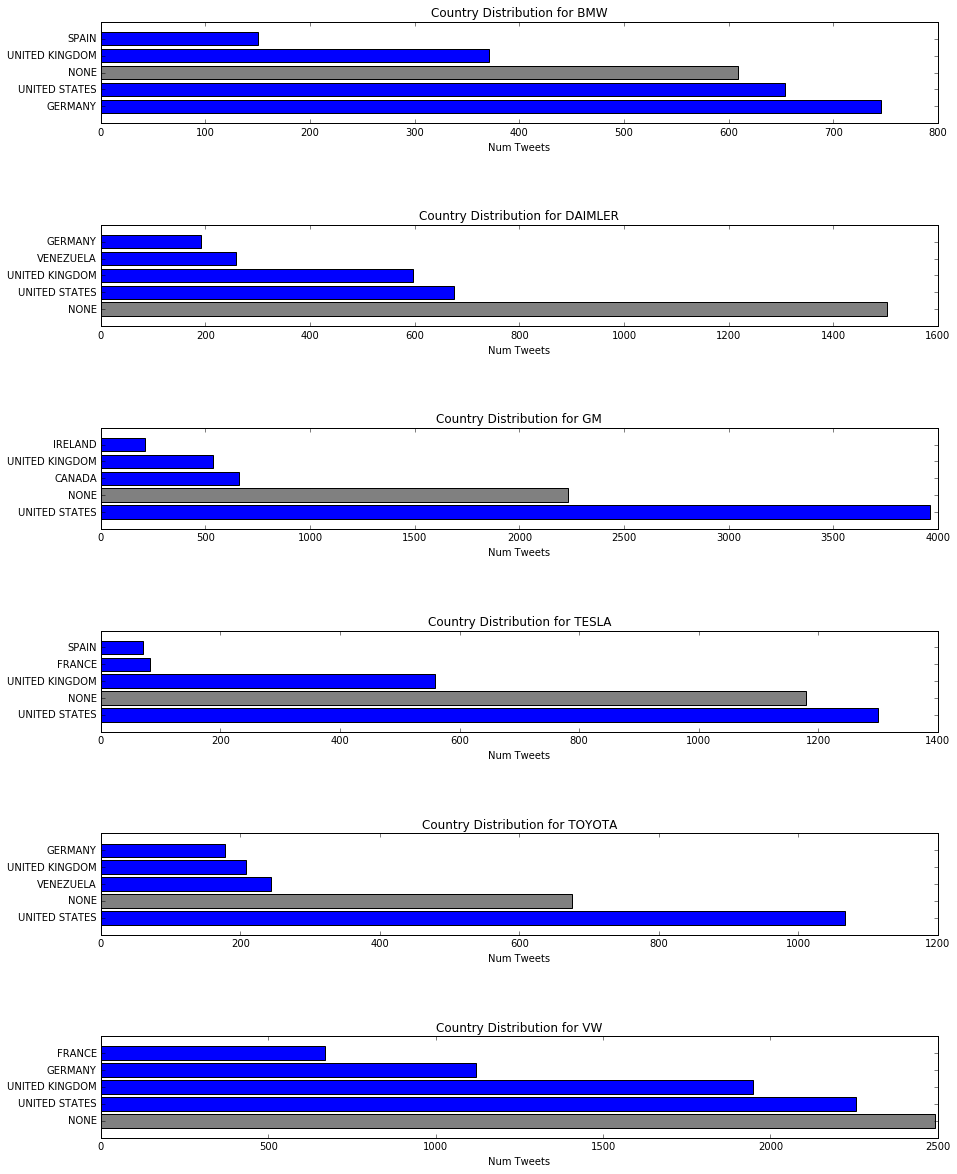 Country Distribution for BMW
SPAIN
UNITED KINGDOM
NONE
UNITED STATES
GERMANY
0 100 200 300 400 500 600 700 800
Num Tweets
Country Distribution for DAIMLER
GERMANY
VENEZUELA
UNITED KINGDOM
UNITED STATES
NONE
0 200 400 600 800 1000 1200 1400 1600
Num Tweets
Country Distribution for GM
IRELAND
UNITED KINGDOM
CANADA
NONE
UNITED STATES
0 500 1000 1500 2000 2500 3000 3500 4000
Num Tweets
Country Distribution for TESLA
SPAIN
FRANCE
UNITED KINGDOM
NONE
UNITED STATES
0 200 400 600 800 1000 1200 1400
Num Tweets
Country Distribution for TOYOTA
GERMANY
UNITED KINGDOM
VENEZUELA
NONE
UNITED STATES
0 200 400 600 800 1000 1200
Num Tweets
Country Distribution for VW
FRANCE
GERMANY
UNITED KINGDOM
UNITED STATES
NONE
0 500 1000 1500 2000 2500
Num Tweets